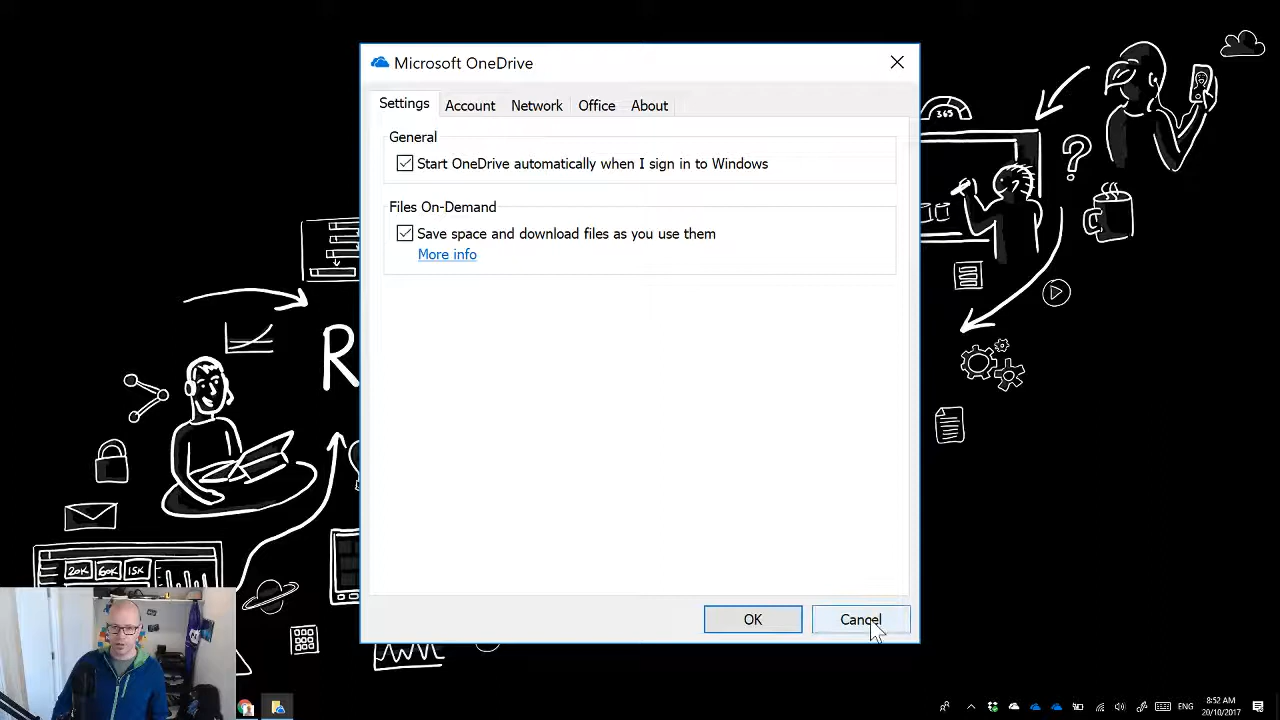 Microsoft OneDrive
Settings
Account
Network
Office
About
General
Start OneDrive automatically when I sign in to Windows
Files On-Demand
Save space and download files as you use them
More info
OK
Cancel
365
?
R
20K
60K
15K
ENG
8:52 AM
20/10/2017